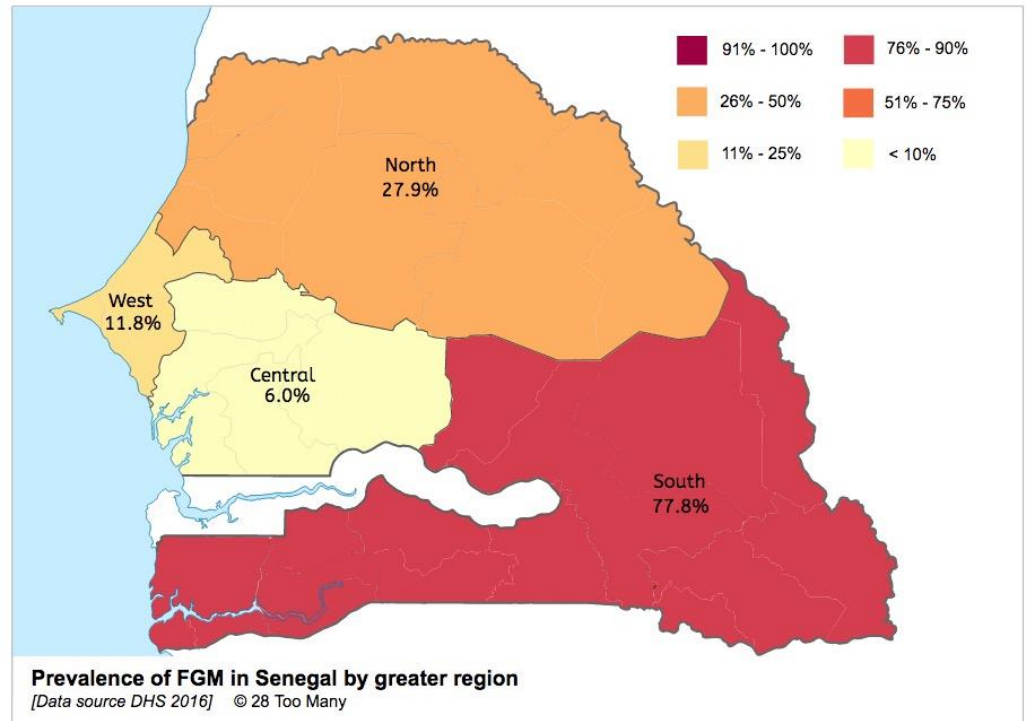 91% - 100%
76% - 90%
26% - 50%
51% - 75%
11% - 25%
< 10%
North
27.9%
West
11.8%
Central
6.0%
South
77.8%
Prevalence of FGM in Senegal by greater region
[Data source DHS 2016] © 28 Too Many